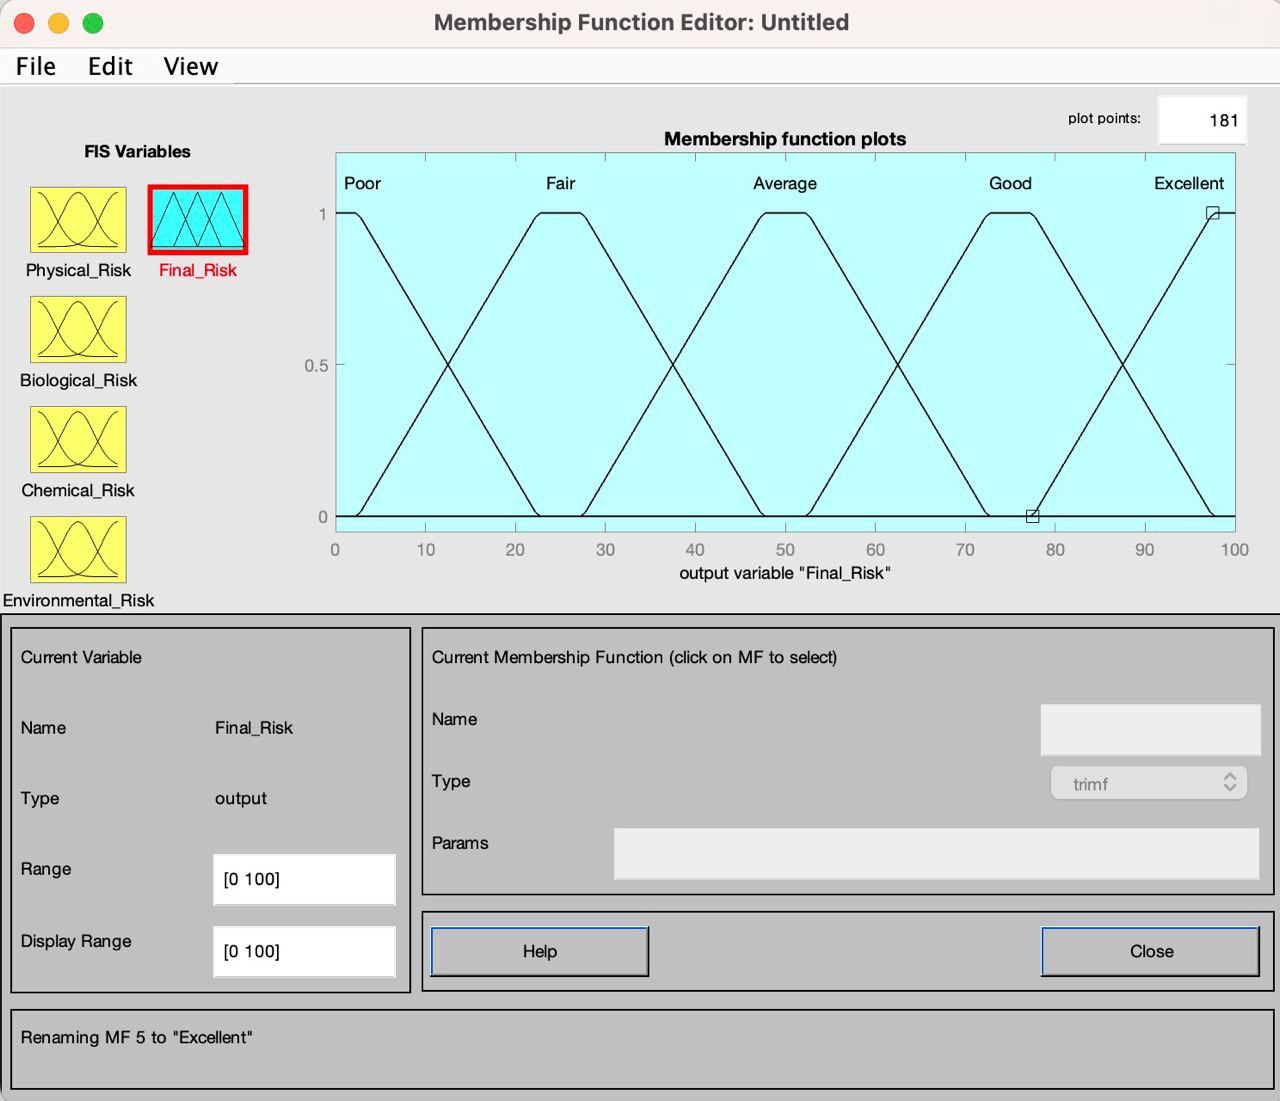 Membership Function Editor: Untitled
File Edit View
plot points: 181
FIS Variables
Membership function plots
Physical_Risk
Final_Risk
Biological_Risk
Chemical_Risk
Environmental_Risk
Poor Fair Average Good Excellent
1
0.5
0
0 10 20 30 40 50 60 70 80 90 100
output variable "Final_Risk"
Current Variable
Name Final_Risk
Type output
Range [0 100]
Display Range [0 100]
Current Membership Function (click on MF to select)
Name
Type trimf
Params
Help Close
Renaming MF 5 to "Excellent"